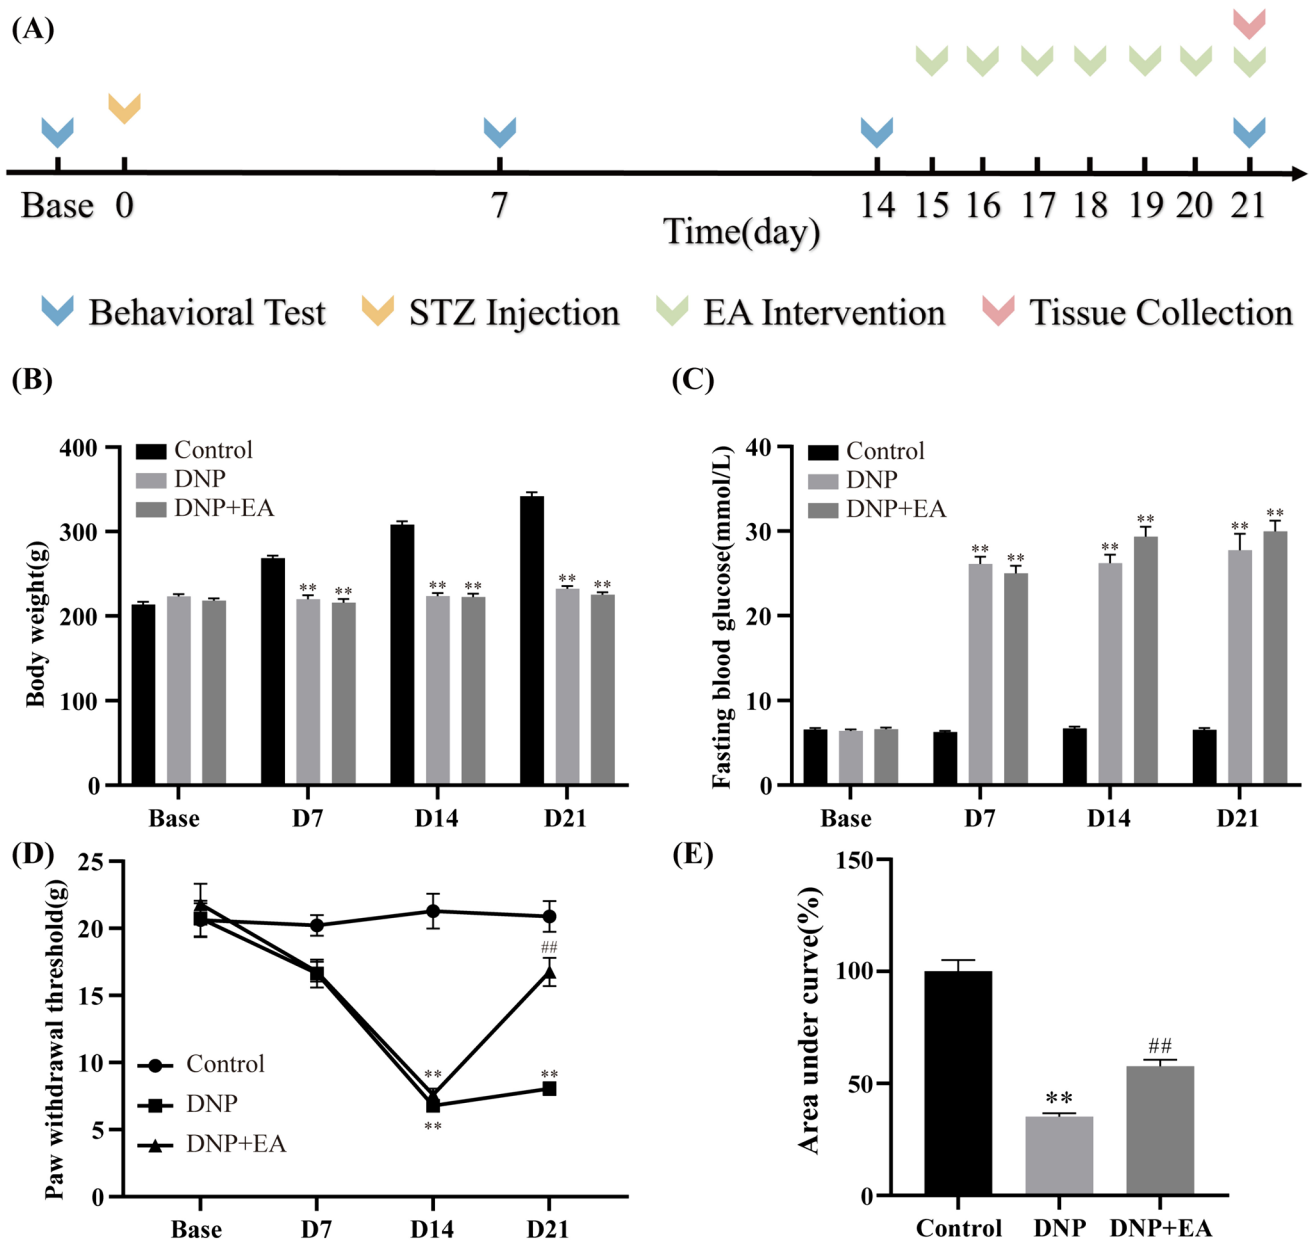 (A)
Base 0 7 14 15 16 17 18 19 20 21
Time(day)
Behavioral Test STZ Injection EA Intervention Tissue Collection
(B)
Body weight(g)
400
300
200
100
0
Control
DNP
DNP+EA
** ** ** ** ** **
Base D7 D14 D21
(C)
Fasting blood glucose(mmol/L)
40
30
20
10
0
Control
DNP
DNP+EA
** ** ** ** ** **
Base D7 D14 D21
(D)
Paw withdrawal threshold(g)
25
20
15
10
5
0
Control
DNP
DNP+EA
##
** **
**
Base D7 D14 D21
(E)
Area under curve(%)
150
100
50
0
** ##
Control DNP DNP+EA